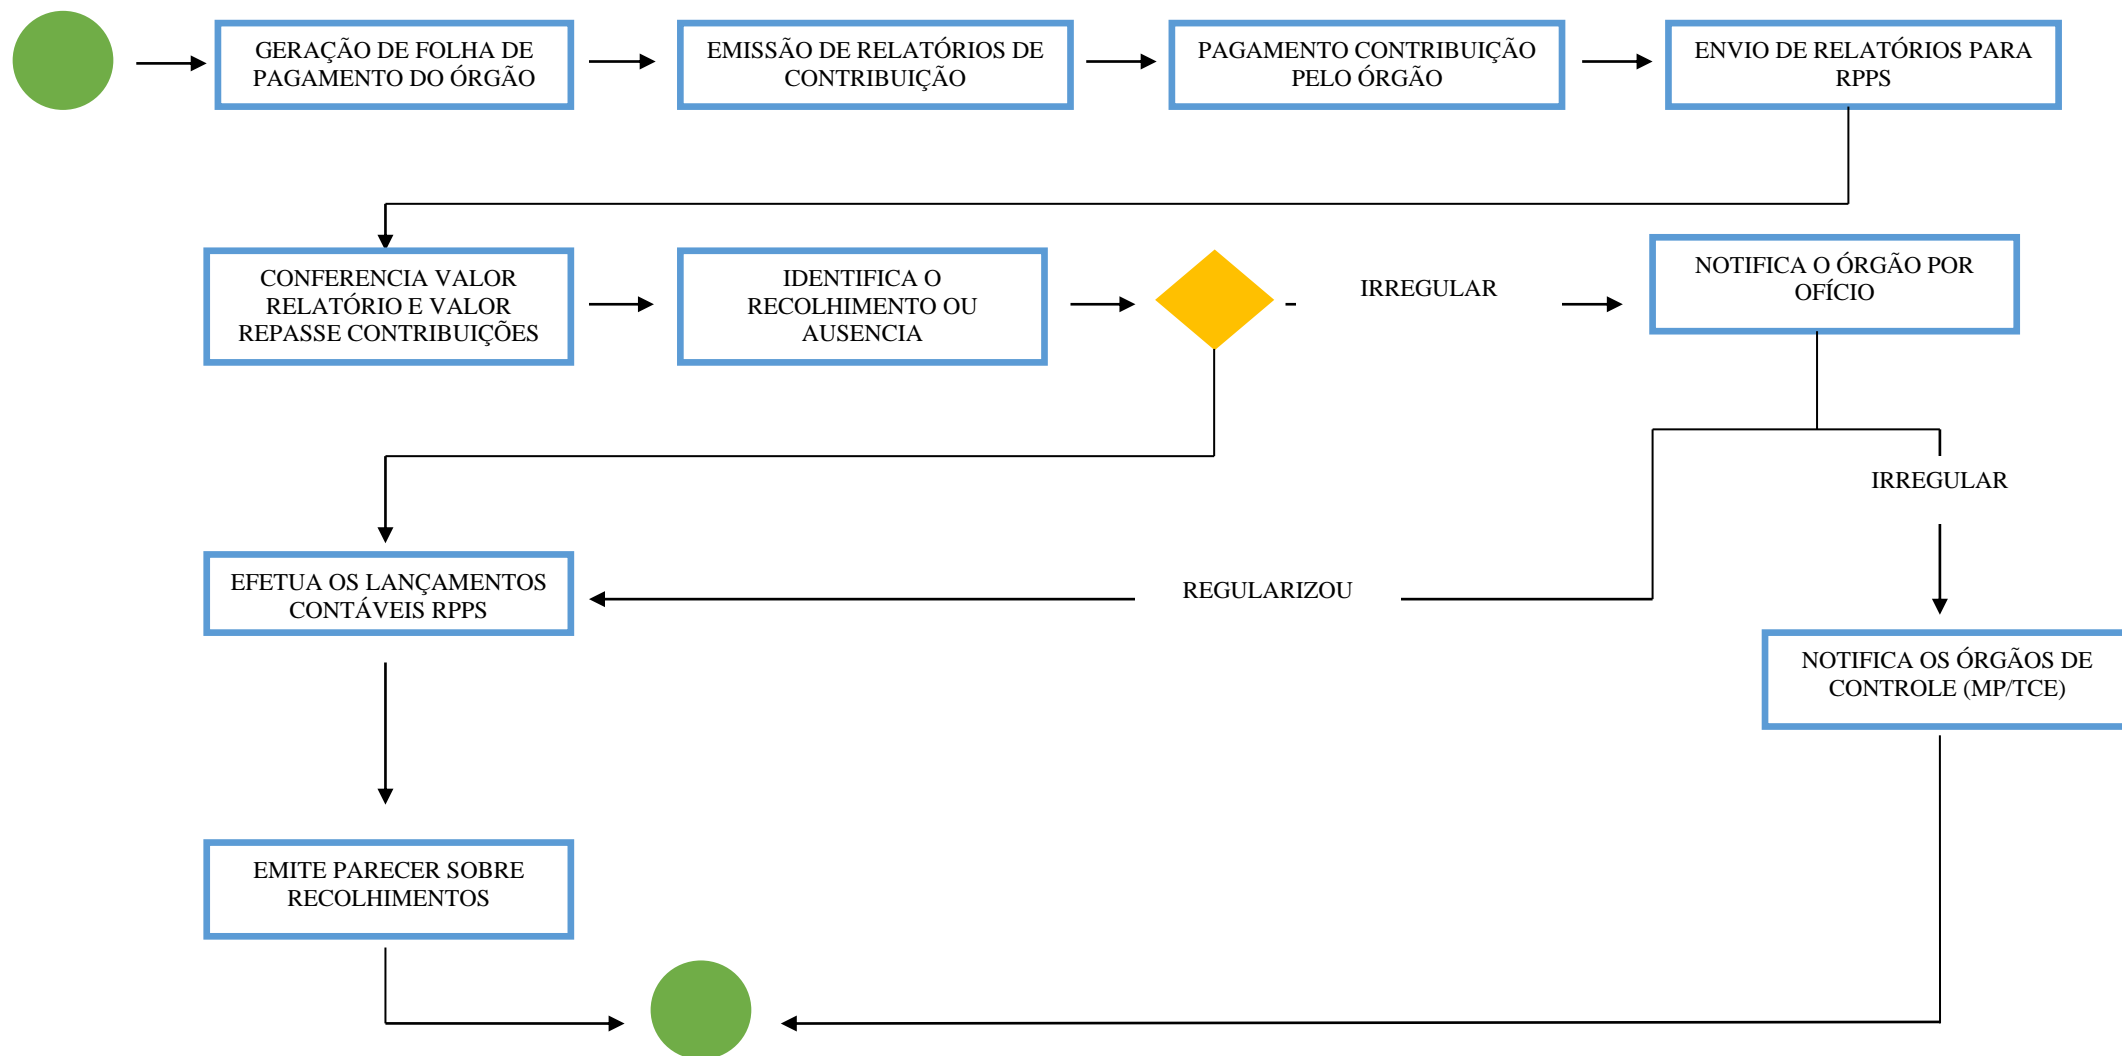 GERAÇÃO DE FOLHA DE
PAGAMENTO DO ÓRGÃO
EMISSÃO DE RELATÓRIOS DE
CONTRIBUIÇÃO
PAGAMENTO CONTRIBUIÇÃO
PELO ÓRGÃO
ENVIO DE RELATÓRIOS PARA
RPPS
CONFERENCIA VALOR
RELATÓRIO E VALOR
REPASSE CONTRIBUIÇÕES
IDENTIFICA O
RECOLHIMENTO OU
AUSENCIA
IRREGULAR
NOTIFICA O ÓRGÃO POR
OFÍCIO
IRREGULAR
EFETUA OS LANÇAMENTOS
CONTÁVEIS RPPS
REGULARIZOU
NOTIFICA OS ÓRGÃOS DE
CONTROLE (MP/TCE)
EMITE PARECER SOBRE
RECOLHIMENTOS